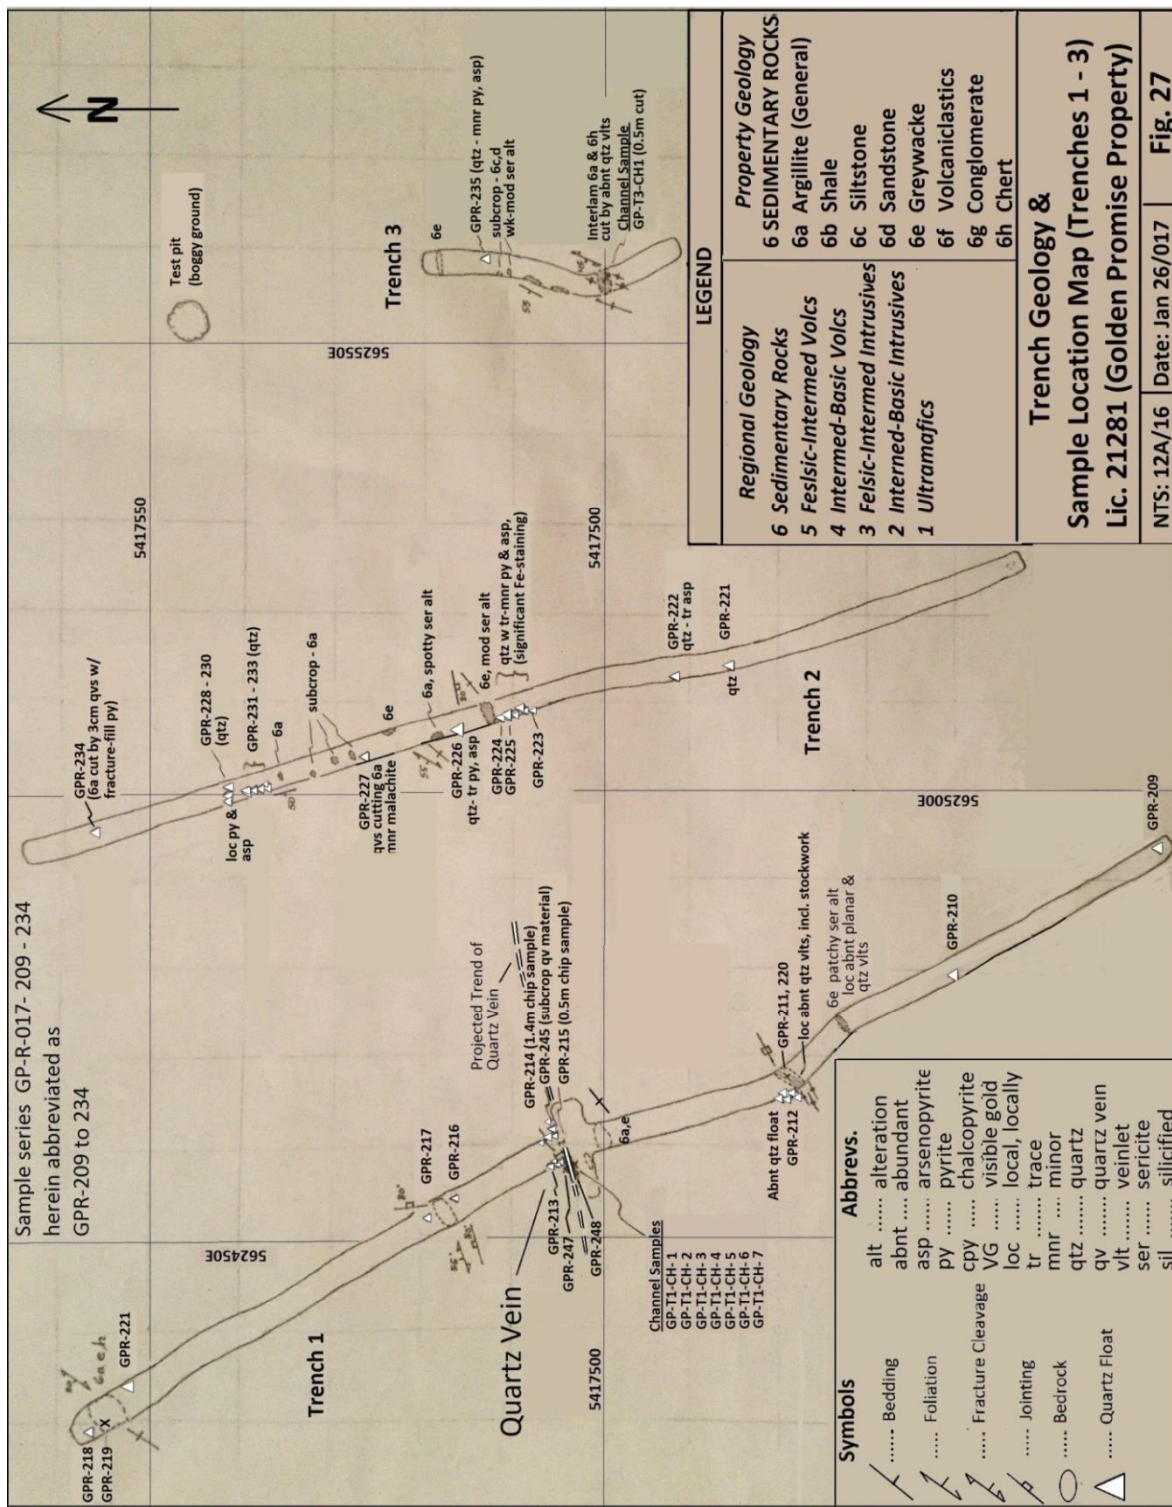 Sample series GP-R-017- 209 - 234
herein abbreviated as
GPR-209 to 234
N
Test pit
(boggy ground)
5417550
GPR-234
(6a cut by 3cm qvs w/
fracture-fill py)
GPR-228 - 230
(qtz)
GPR-231 - 233 (qtz)
6a
subcrop - 6a
6e
6a, spotty ser alt
6e, mod ser alt
qtz w tr-mnr py & asp,
(significant Fe-staining)
loc py &
asp
50
GPR-227
qvs cutting 6a
mnr malachite
GPR-226
qtz- tr py, asp
GPR-224
GPR-225
GPR-223
GPR-222
qtz - tr asp
GPR-221
qtz
Trench 2
562550E
562500E
562450E
Trench 3
6e
GPR-235 (qtz - mnr py, asp)
subcrop - 6c,d
wk-mod ser alt
Interlam 6a & 6h
cut by abnt qtz vlts
Channel Sample
GP-T3-CH1 (0.5m cut)
5417500
GPR-218
GPR-219
X
GPR-221
6a,e,h
Trench 1
GPR-217
GPR-216
Quartz Vein
Projected Trend of
Quartz Vein
GPR-214 (1.4m chip sample)
GPR-245 (subcrop qv material)
GPR-215 (0.5m chip sample)
GPR-213
GPR-247
GPR-248
6a,e
Channel Samples
GP-T1-CH- 1
GP-T1-CH- 2
GP-T1-CH- 3
GP-T1-CH- 4
GP-T1-CH- 5
GP-T1-CH- 6
GP-T1-CH- 7
5417500
Abnt qtz float
GPR-212
GPR-211, 220
loc abnt qtz vlts, incl. stockwork
6e patchy ser alt
loc abnt planar &
qtz vlts
GPR-210
GPR-209
Symbols
...... Bedding
..... Foliation
..... Fracture Cleavage
..... Jointing
..... Bedrock
..... Quartz Float
Abbrevs.
alt ...... alteration
abnt .... abundant
asp ...... arsenopyrite
py ...... pyrite
cpy ..... chalcopyrite
VG ...... visible gold
loc ...... local, locally
tr ....... trace
mnr .... minor
qtz ...... quartz
qv ....... quartz vein
vlt ....... veinlet
ser ...... sericite
sil ...... silicified
LEGEND
Regional Geology
6 Sedimentary Rocks
5 Feslsic-Intermed Volcs
4 Intermed-Basic Volcs
3 Felsic-Intermed Intrusives
2 Interned-Basic Intrusives
1 Ultramafics
Property Geology
6 SEDIMENTARY ROCKS
6a Argillite (General)
6b Shale
6c Siltstone
6d Sandstone
6e Greywacke
6f Volcaniclastics
6g Conglomerate
6h Chert
Trench Geology &
Sample Location Map (Trenches 1 - 3)
Lic. 21281 (Golden Promise Property)
NTS: 12A/16
Date: Jan 26/017
Fig. 27